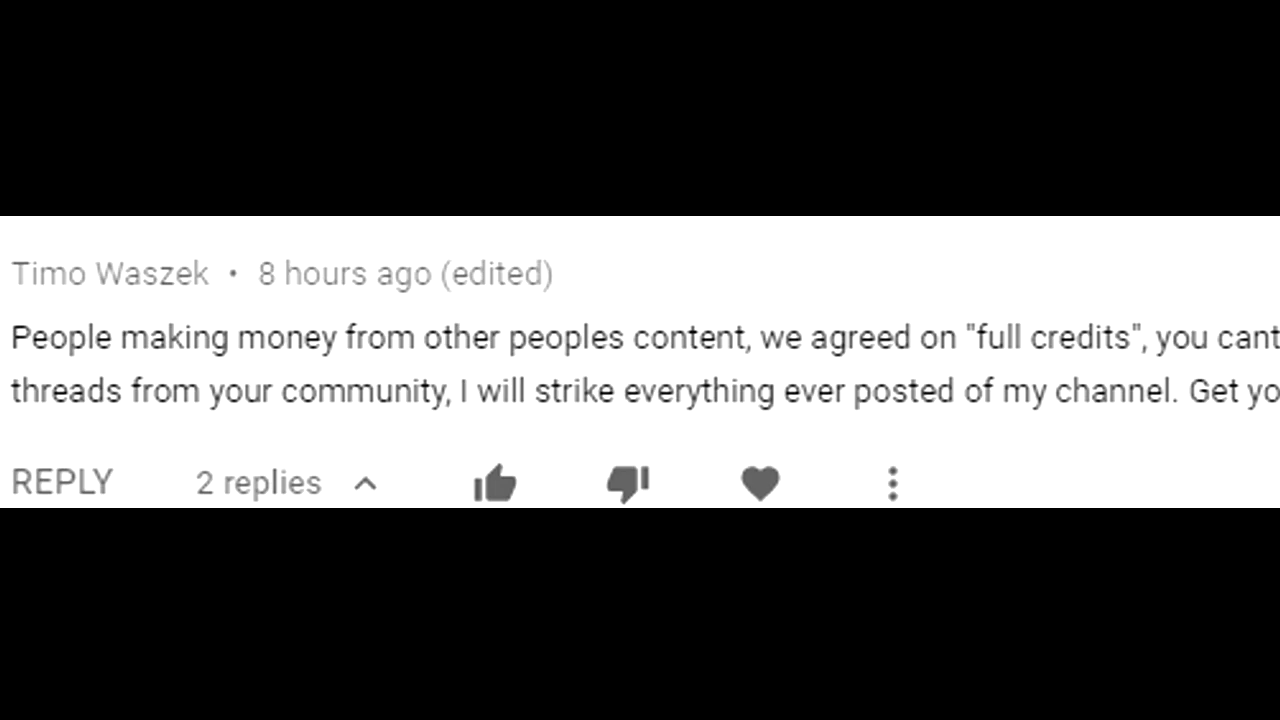 Timo Waszek • 8 hours ago (edited)
People making money from other peoples content, we agreed on "full credits", you cant
threads from your community, I will strike everything ever posted of my channel. Get yo
REPLY 2 replies